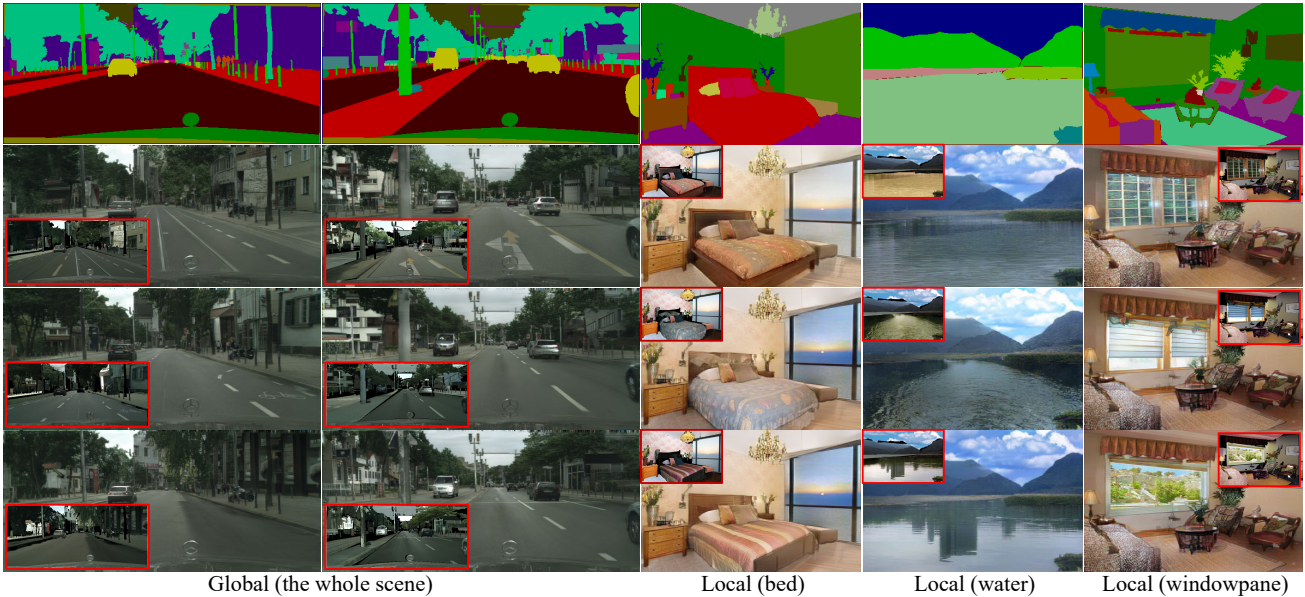 Global (the whole scene)
Local (bed)
Local (water)
Local (windowpane)